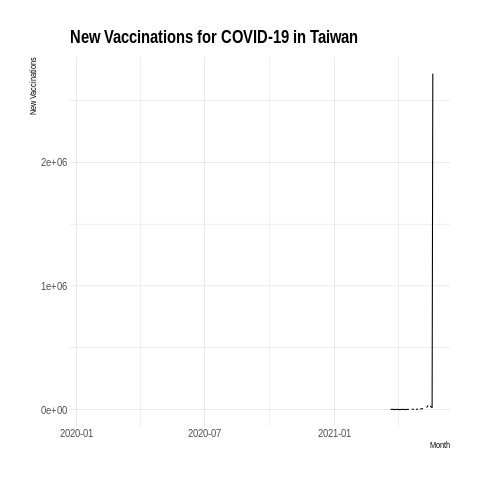 New Vaccinations for COVID-19 in Taiwan
New Vaccinations
2e+06
1e+06
0e+00
2020-01 2020-07 2021-01
Month